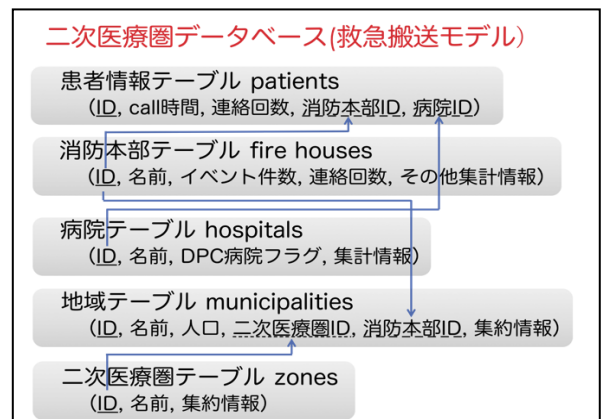 二次医療圏データベース(救急搬送モデル)
患者情報テーブル patients
(ID, call時間, 連絡回数, 消防本部ID, 病院ID)
消防本部テーブル fire houses
(ID, 名前, イベント件数, 連絡回数, その他集計情報)
病院テーブル hospitals
(ID, 名前, DPC病院フラグ, 集計情報)
地域テーブル municipalities
(ID, 名前, 人口, 二次医療圏ID, 消防本部ID, 集約情報)
二次医療圏テーブル zones
(ID, 名前, 集約情報)